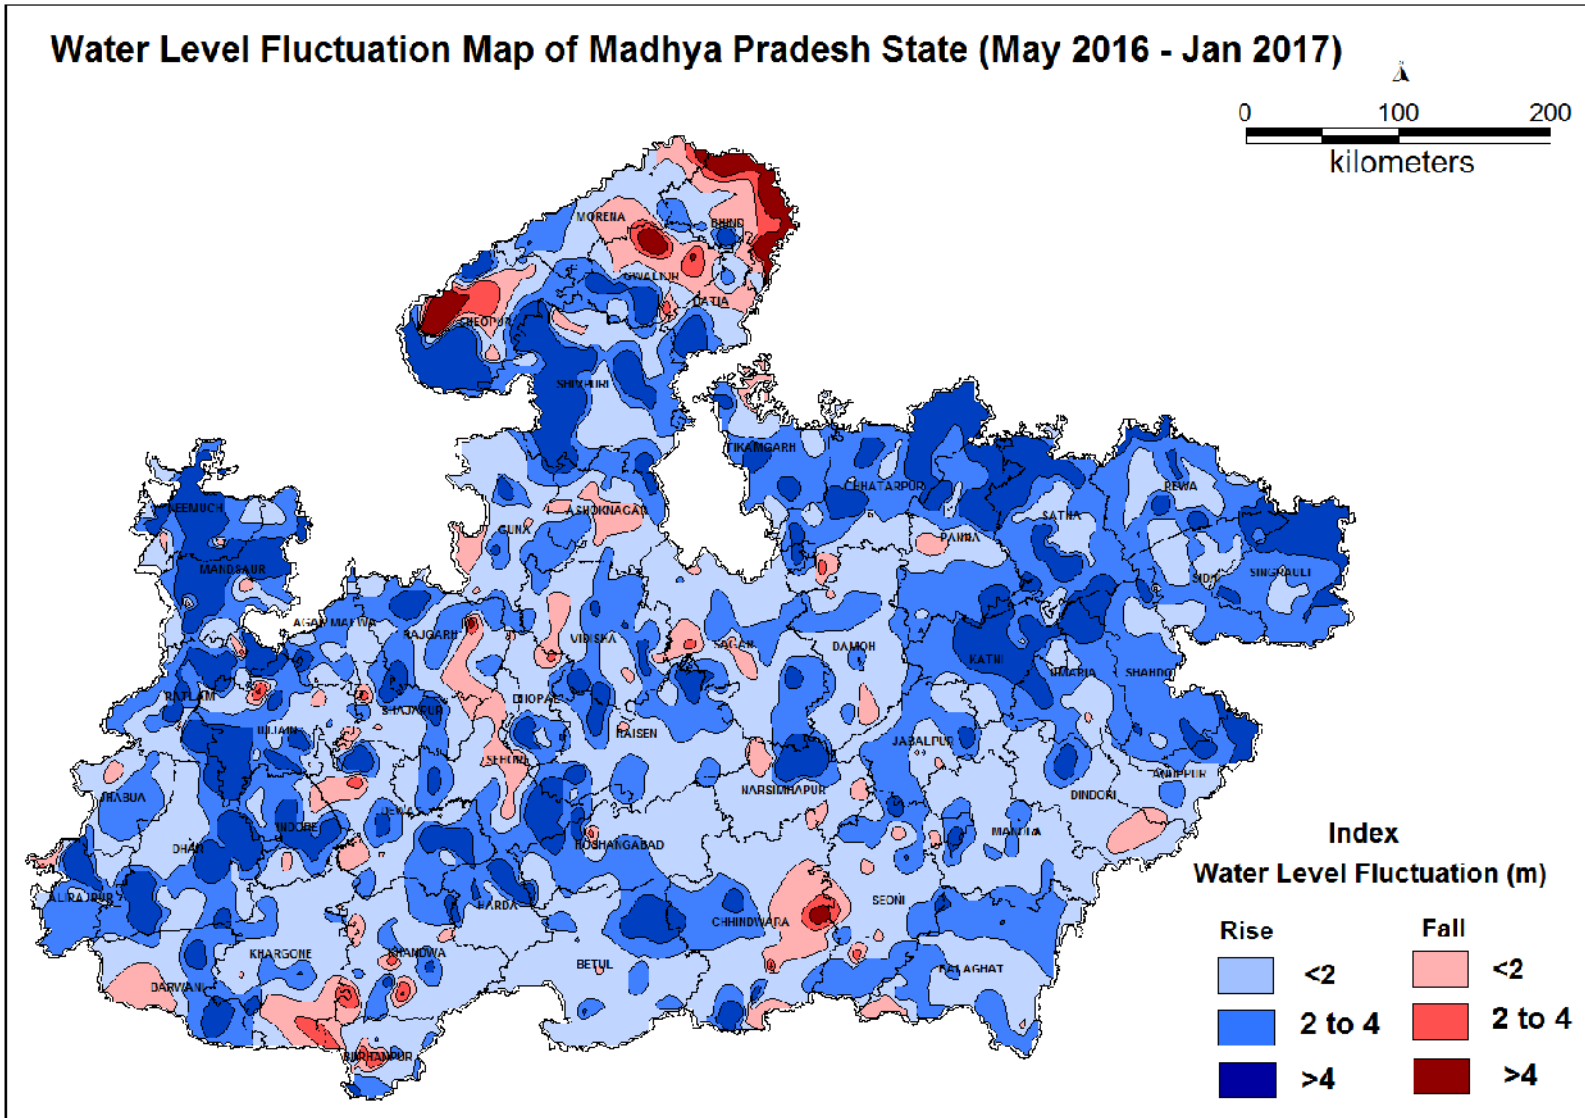 Water Level Fluctuation Map of Madhya Pradesh State (May 2016 - Jan 2017)
0 100 200
kilometers
MORENA
BHIND
GWALIOR
DATIA
SHEOPUR
SHIVPURI
TIKAMGARH
CHHATARPUR
REWA
SATNA
NEEMUCH
ASHOKNAGAR
GUNA
PANNA
MANDSAUR
SIDHI
SINGRAULI
AGAR MALWA
RAJGARH
VIDISHA
SAGAR
DAMOH
KATNI
UMARIA
SHAHDOL
RATLAM
BHOPAL
SHAJAPUR
UJJAIN
RAISEN
JABALPUR
SEHORE
ANUPPUR
JHABUA
NARSIMHAPUR
DINDORI
DEWAS
INDORE
MANDLA
DHAR
HOSHANGABAD
ALIRAJPUR
HARDA
SEONI
CHHINDWARA
KHARGONE
KHANDWA
BETUL
BALAGHAT
BARWANI
BURHANPUR
Index
Water Level Fluctuation (m)
Rise Fall
<2 <2
2 to 4 2 to 4
>4 >4